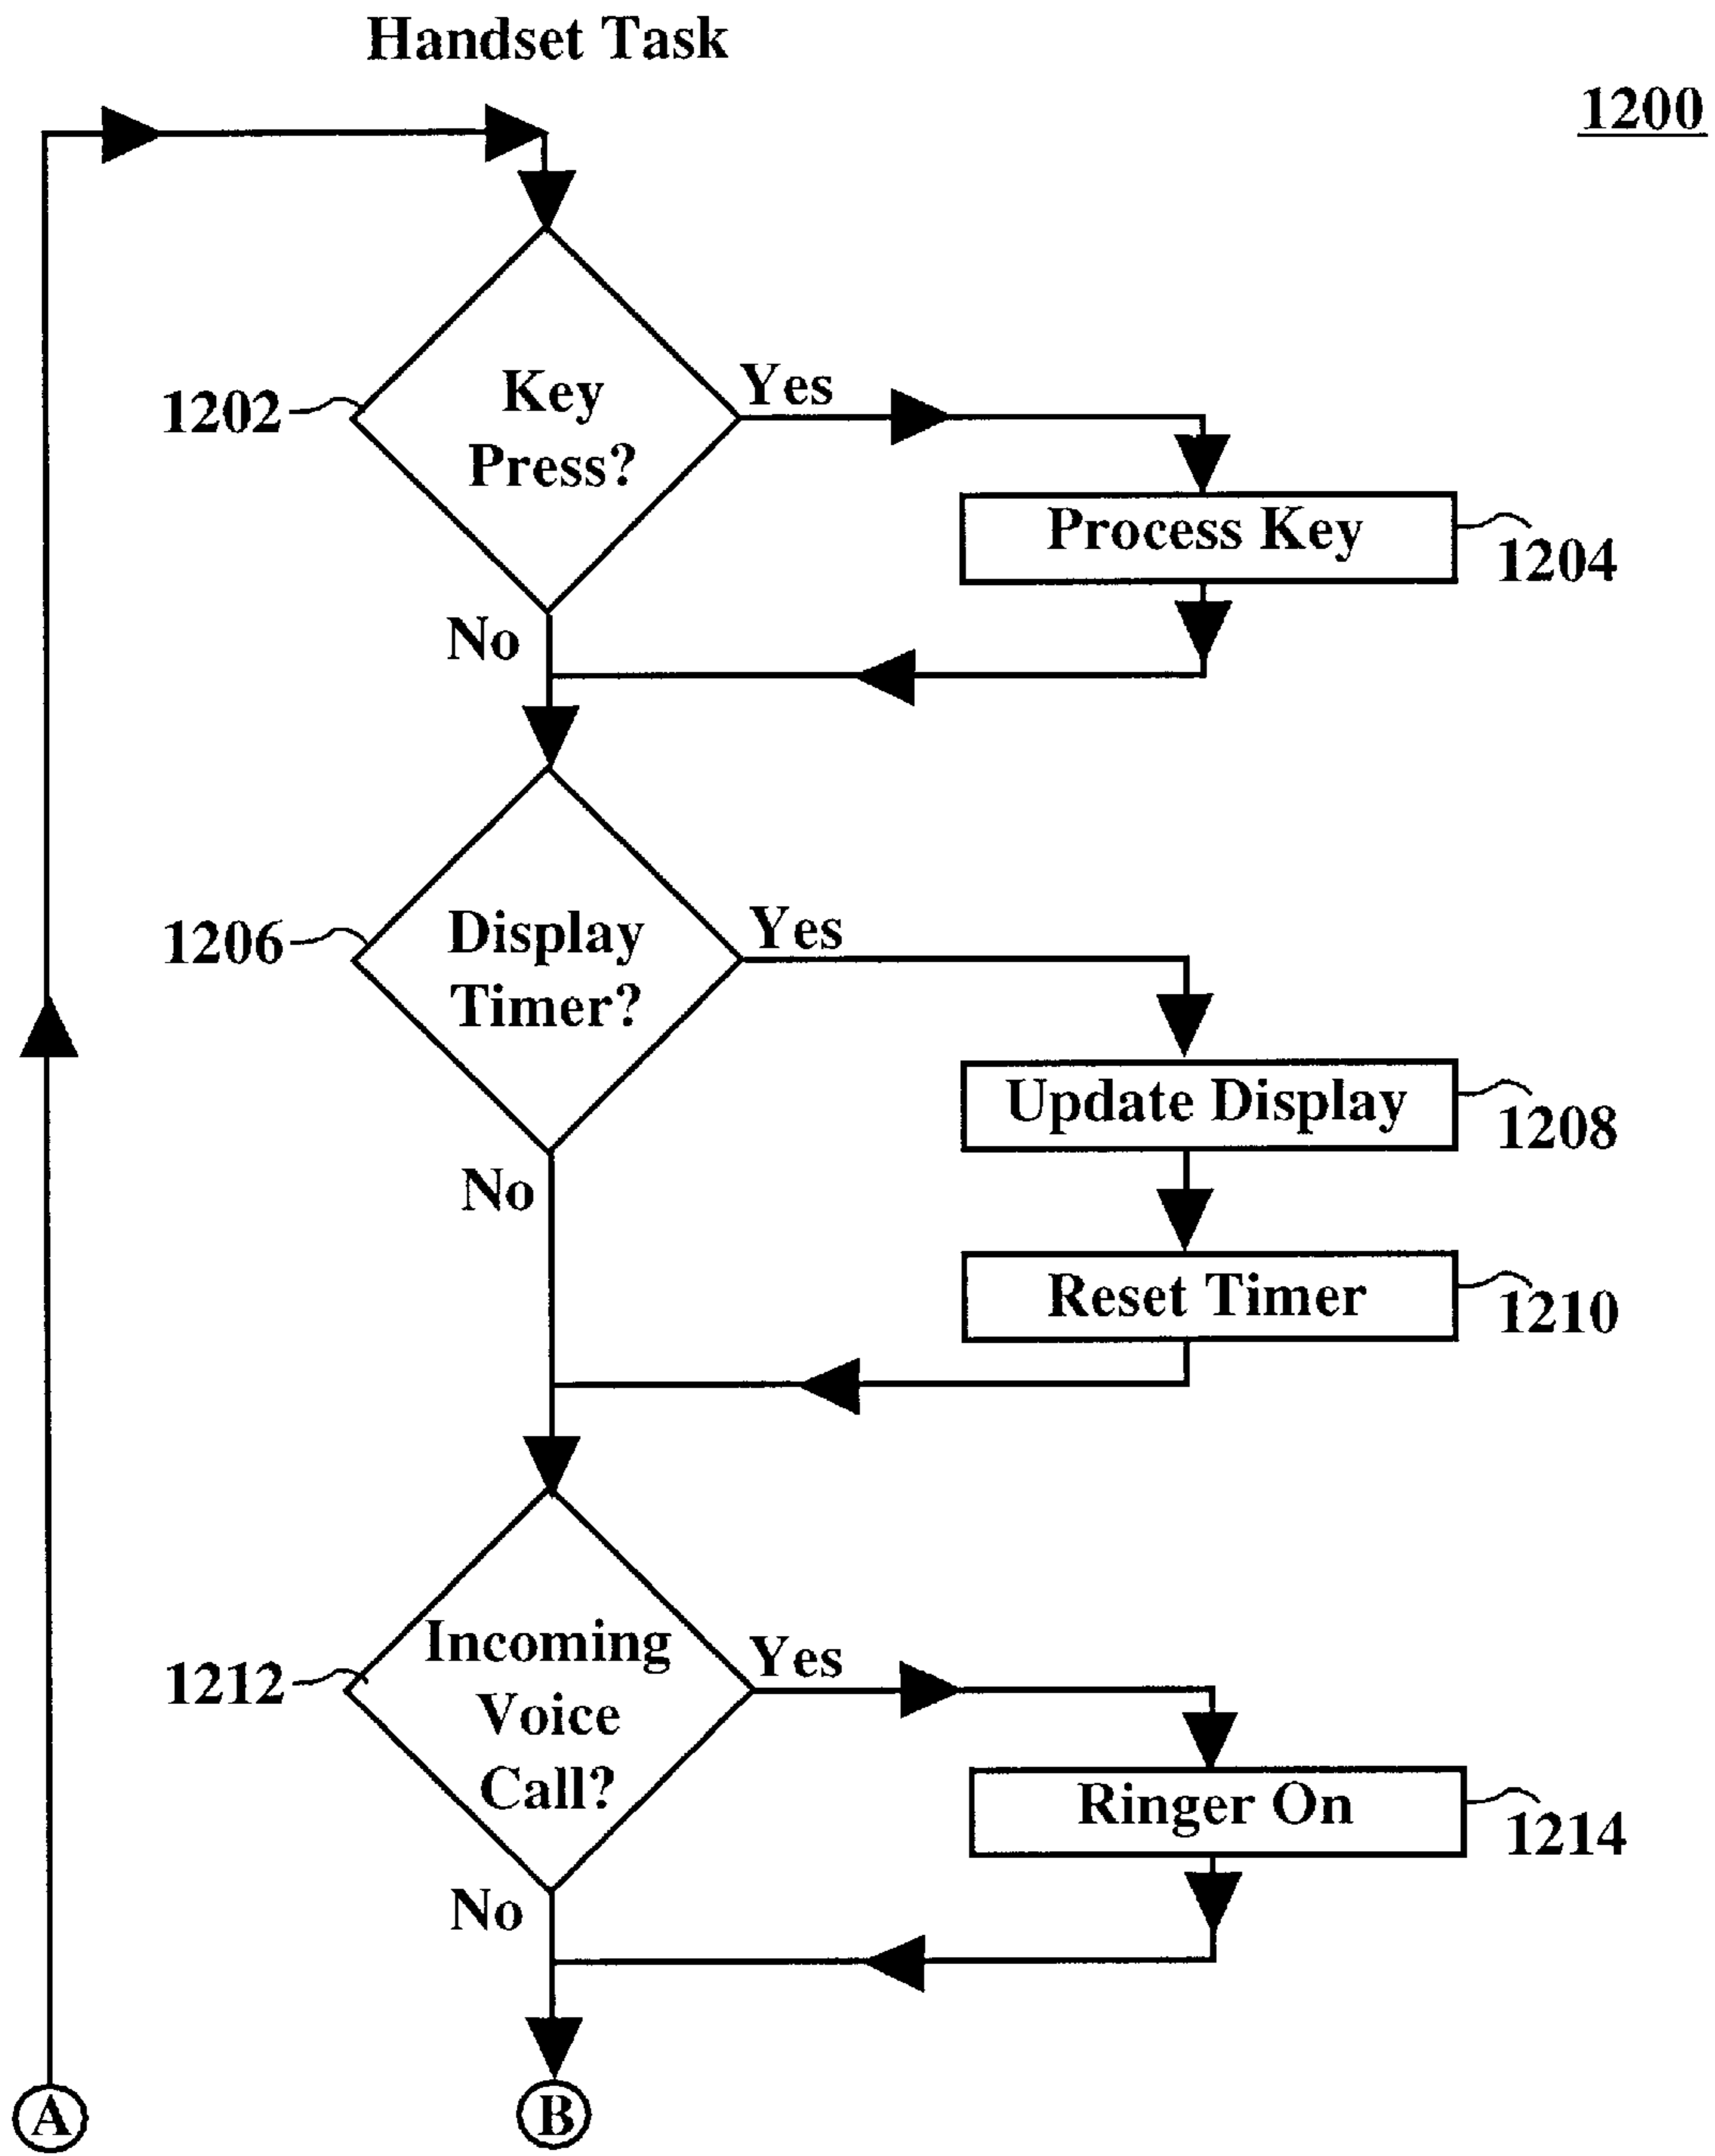 Handset Task
1200
1202
Key
Press?
Yes
Process Key
1204
No
1206
Display
Timer?
Yes
Update Display
1208
No
Reset Timer
1210
1212
Incoming
Voice
Call?
Yes
Ringer On
1214
No
A
B